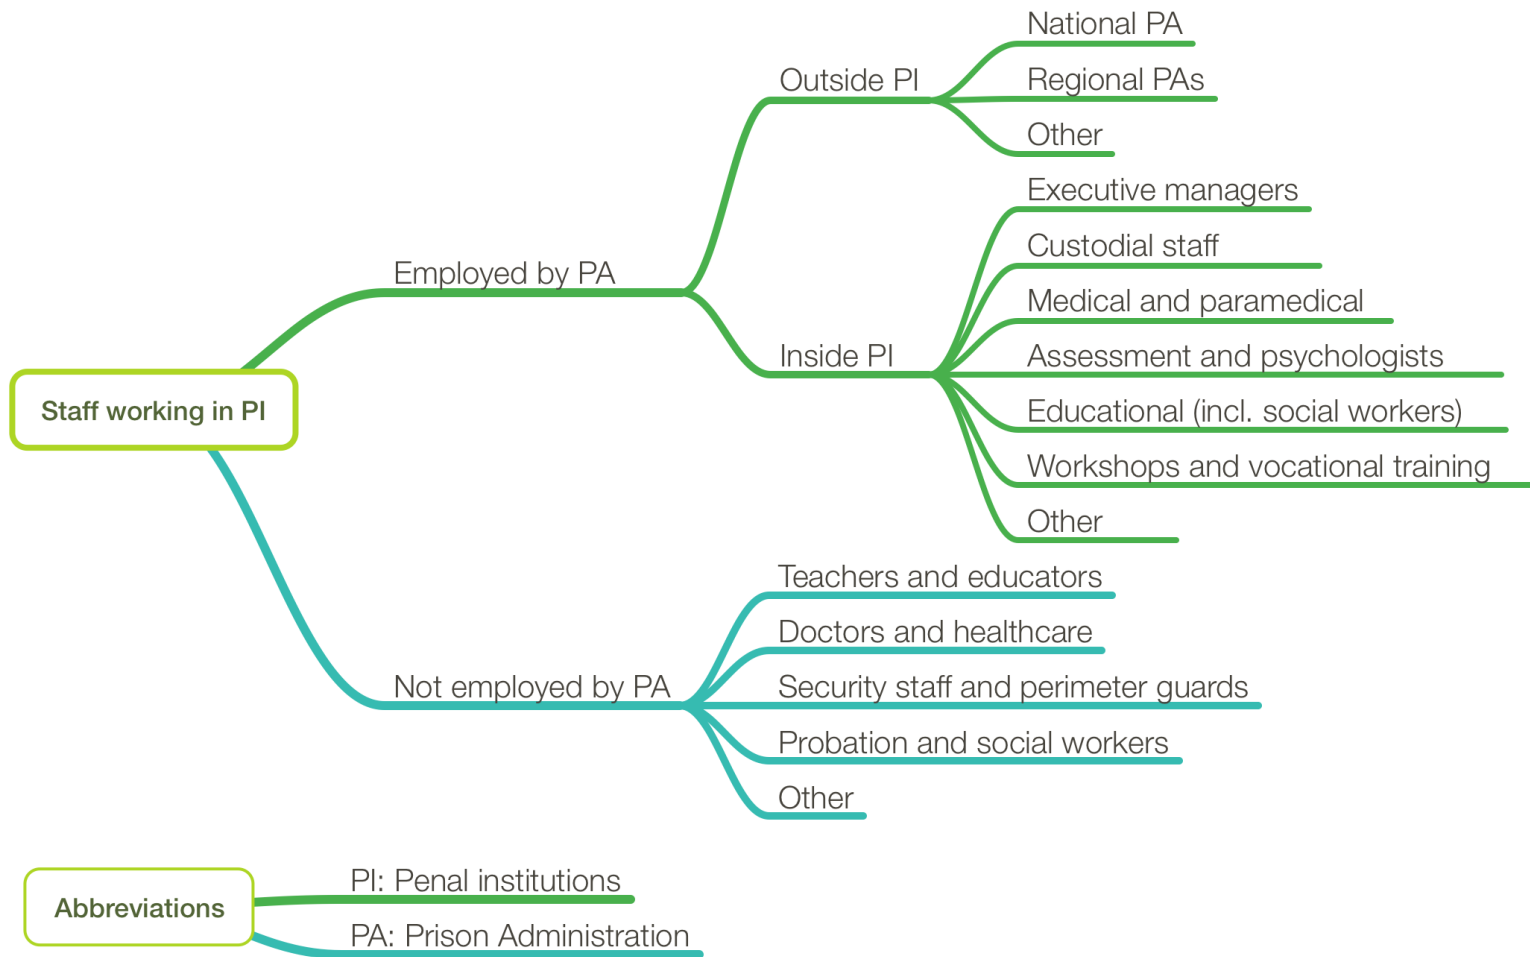 National PA
Outside PI
Regional PAs
Other
Executive managers
Custodial staff
Employed by PA
Medical and paramedical
Inside PI
Assessment and psychologists
Staff working in PI
Educational (incl. social workers)
Workshops and vocational training
Other
Teachers and educators
Doctors and healthcare
Not employed by PA
Security staff and perimeter guards
Probation and social workers
Other
Abbreviations
PI: Penal institutions
PA: Prison Administration